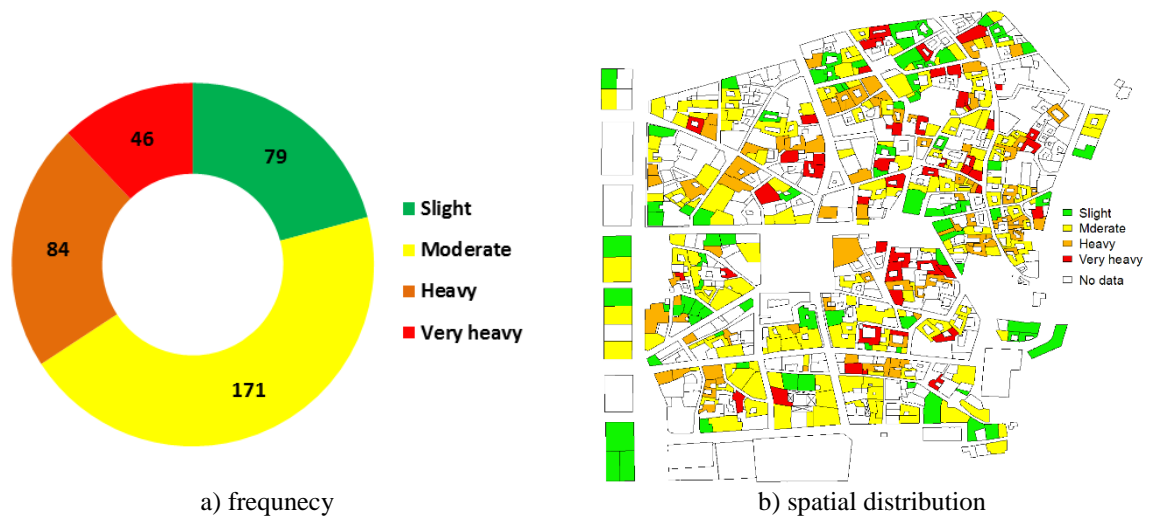 46
79
84
171
Slight
Moderate
Heavy
Very heavy
Slight
Mderate
Heavy
Very heavy
No data
a) frequnecy
b) spatial distribution